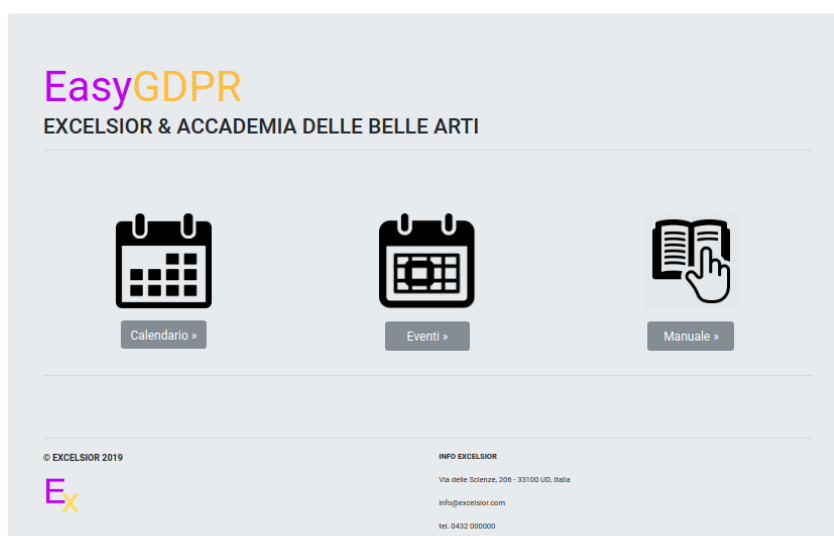 EasyGDPR
EXCELSIOR & ACCADEMIA DELLE BELLE ARTI
Calendario »
Eventi »
Manuale »
© EXCELSIOR 2019
Ex
INFO EXCELSIOR
Via delle Scienze, 206 - 33100 UD, Italia
info@excelsior.com
tel. 0432 000000